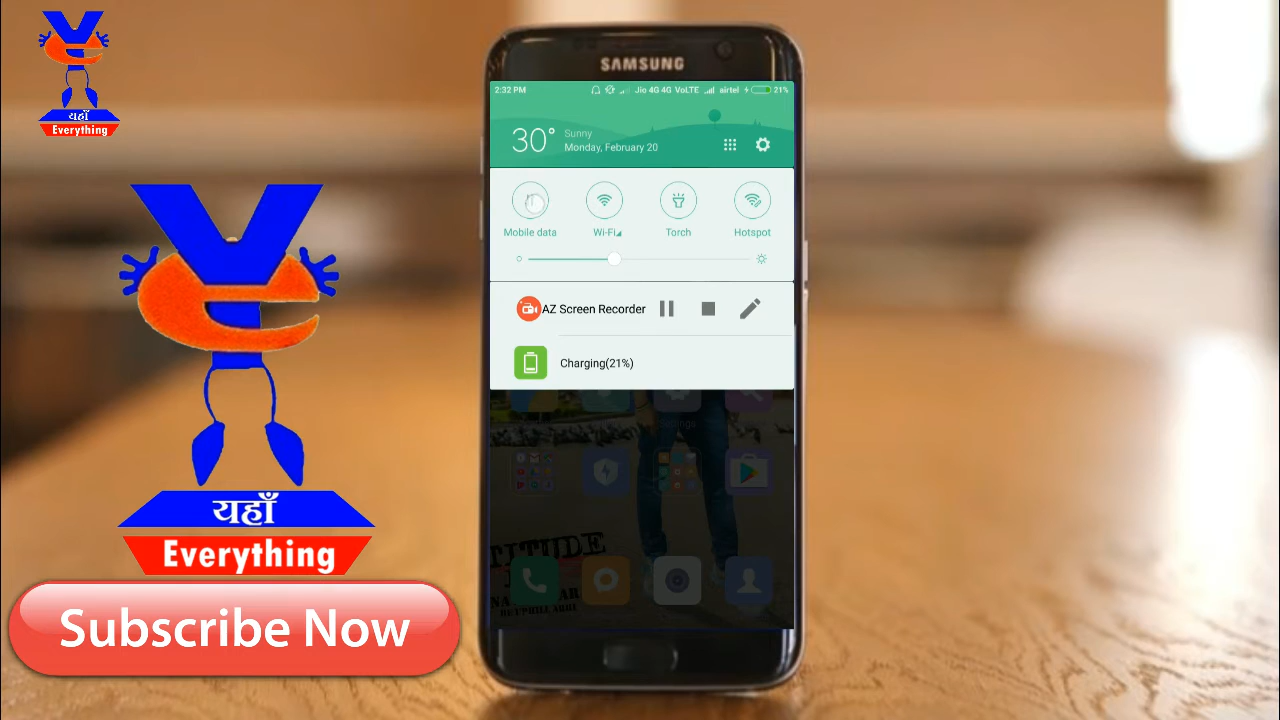 यहाँ
Everything
यहाँ
Everything
Subscribe Now
SAMSUNG
2:32 PM Jio 4G 4G VoLTE airtel 21%
30°
Sunny
Monday, February 20
Mobile data Wi-Fi Torch Hotspot
AZ Screen Recorder
Charging(21%)
TITUDE